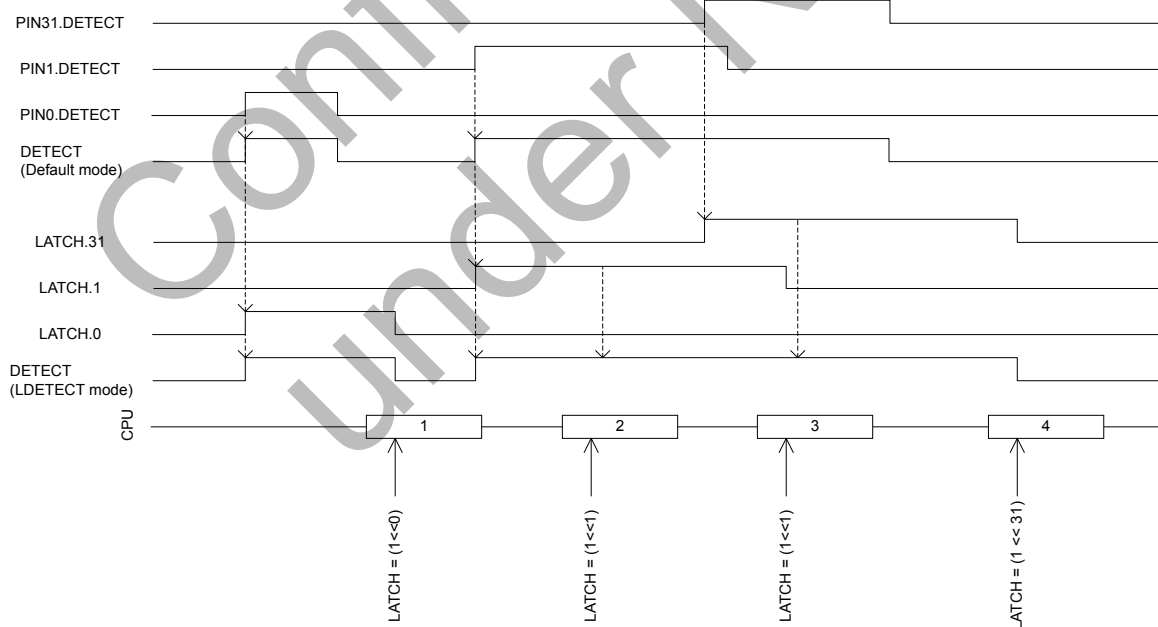 PIN31.DETECT
PIN1.DETECT
PIN0.DETECT
DETECT
(Default mode)
LATCH.31
LATCH.1
LATCH.0
DETECT
(LDETECT mode)
CPU
1
2
3
4
LATCH = (1<<0)
LATCH = (1<<1)
LATCH = (1<<1)
LATCH = (1 << 31)
under